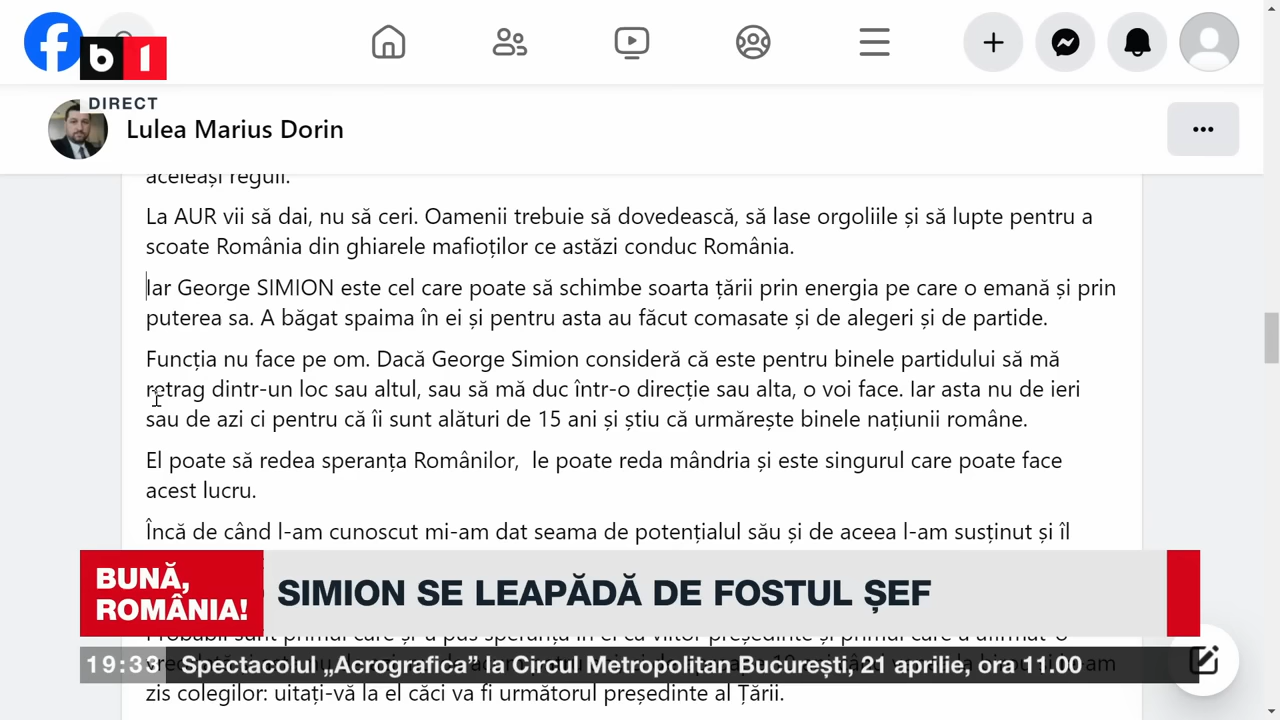 b1
DIRECT
Lulea Marius Dorin
aceleași reguli.
La AUR vii să dai, nu să ceri. Oamenii trebuie să dovedească, să lase orgoliile și să lupte pentru a
scoate România din ghiarele mafioților ce astăzi conduc România.
Iar George SIMION este cel care poate să schimbe soarta țării prin energia pe care o emană și prin
puterea sa. A băgat spaima în ei și pentru asta au făcut comasate și de alegeri și de partide.
Funcția nu face pe om. Dacă George Simion consideră că este pentru binele partidului să mă
retrag dintr-un loc sau altul, sau să mă duc într-o direcție sau alta, o voi face. Iar asta nu de ieri
sau de azi ci pentru că îi sunt alături de 15 ani și știu că urmărește binele națiunii române.
El poate să redea speranța Românilor,  le poate reda mândria și este singurul care poate face
acest lucru.
Încă de când l-am cunoscut mi-am dat seama de potențialul său și de aceea l-am susținut și îl
BUNĂ,
ROMÂNIA!
SIMION SE LEAPĂDĂ DE FOSTUL ȘEF
19:33 Spectacolul „Acrografica” la Circul Metropolitan București, 21 aprilie, ora 11.00
zis colegilor: uitați-vă la el căci va fi următorul președinte al Țării.